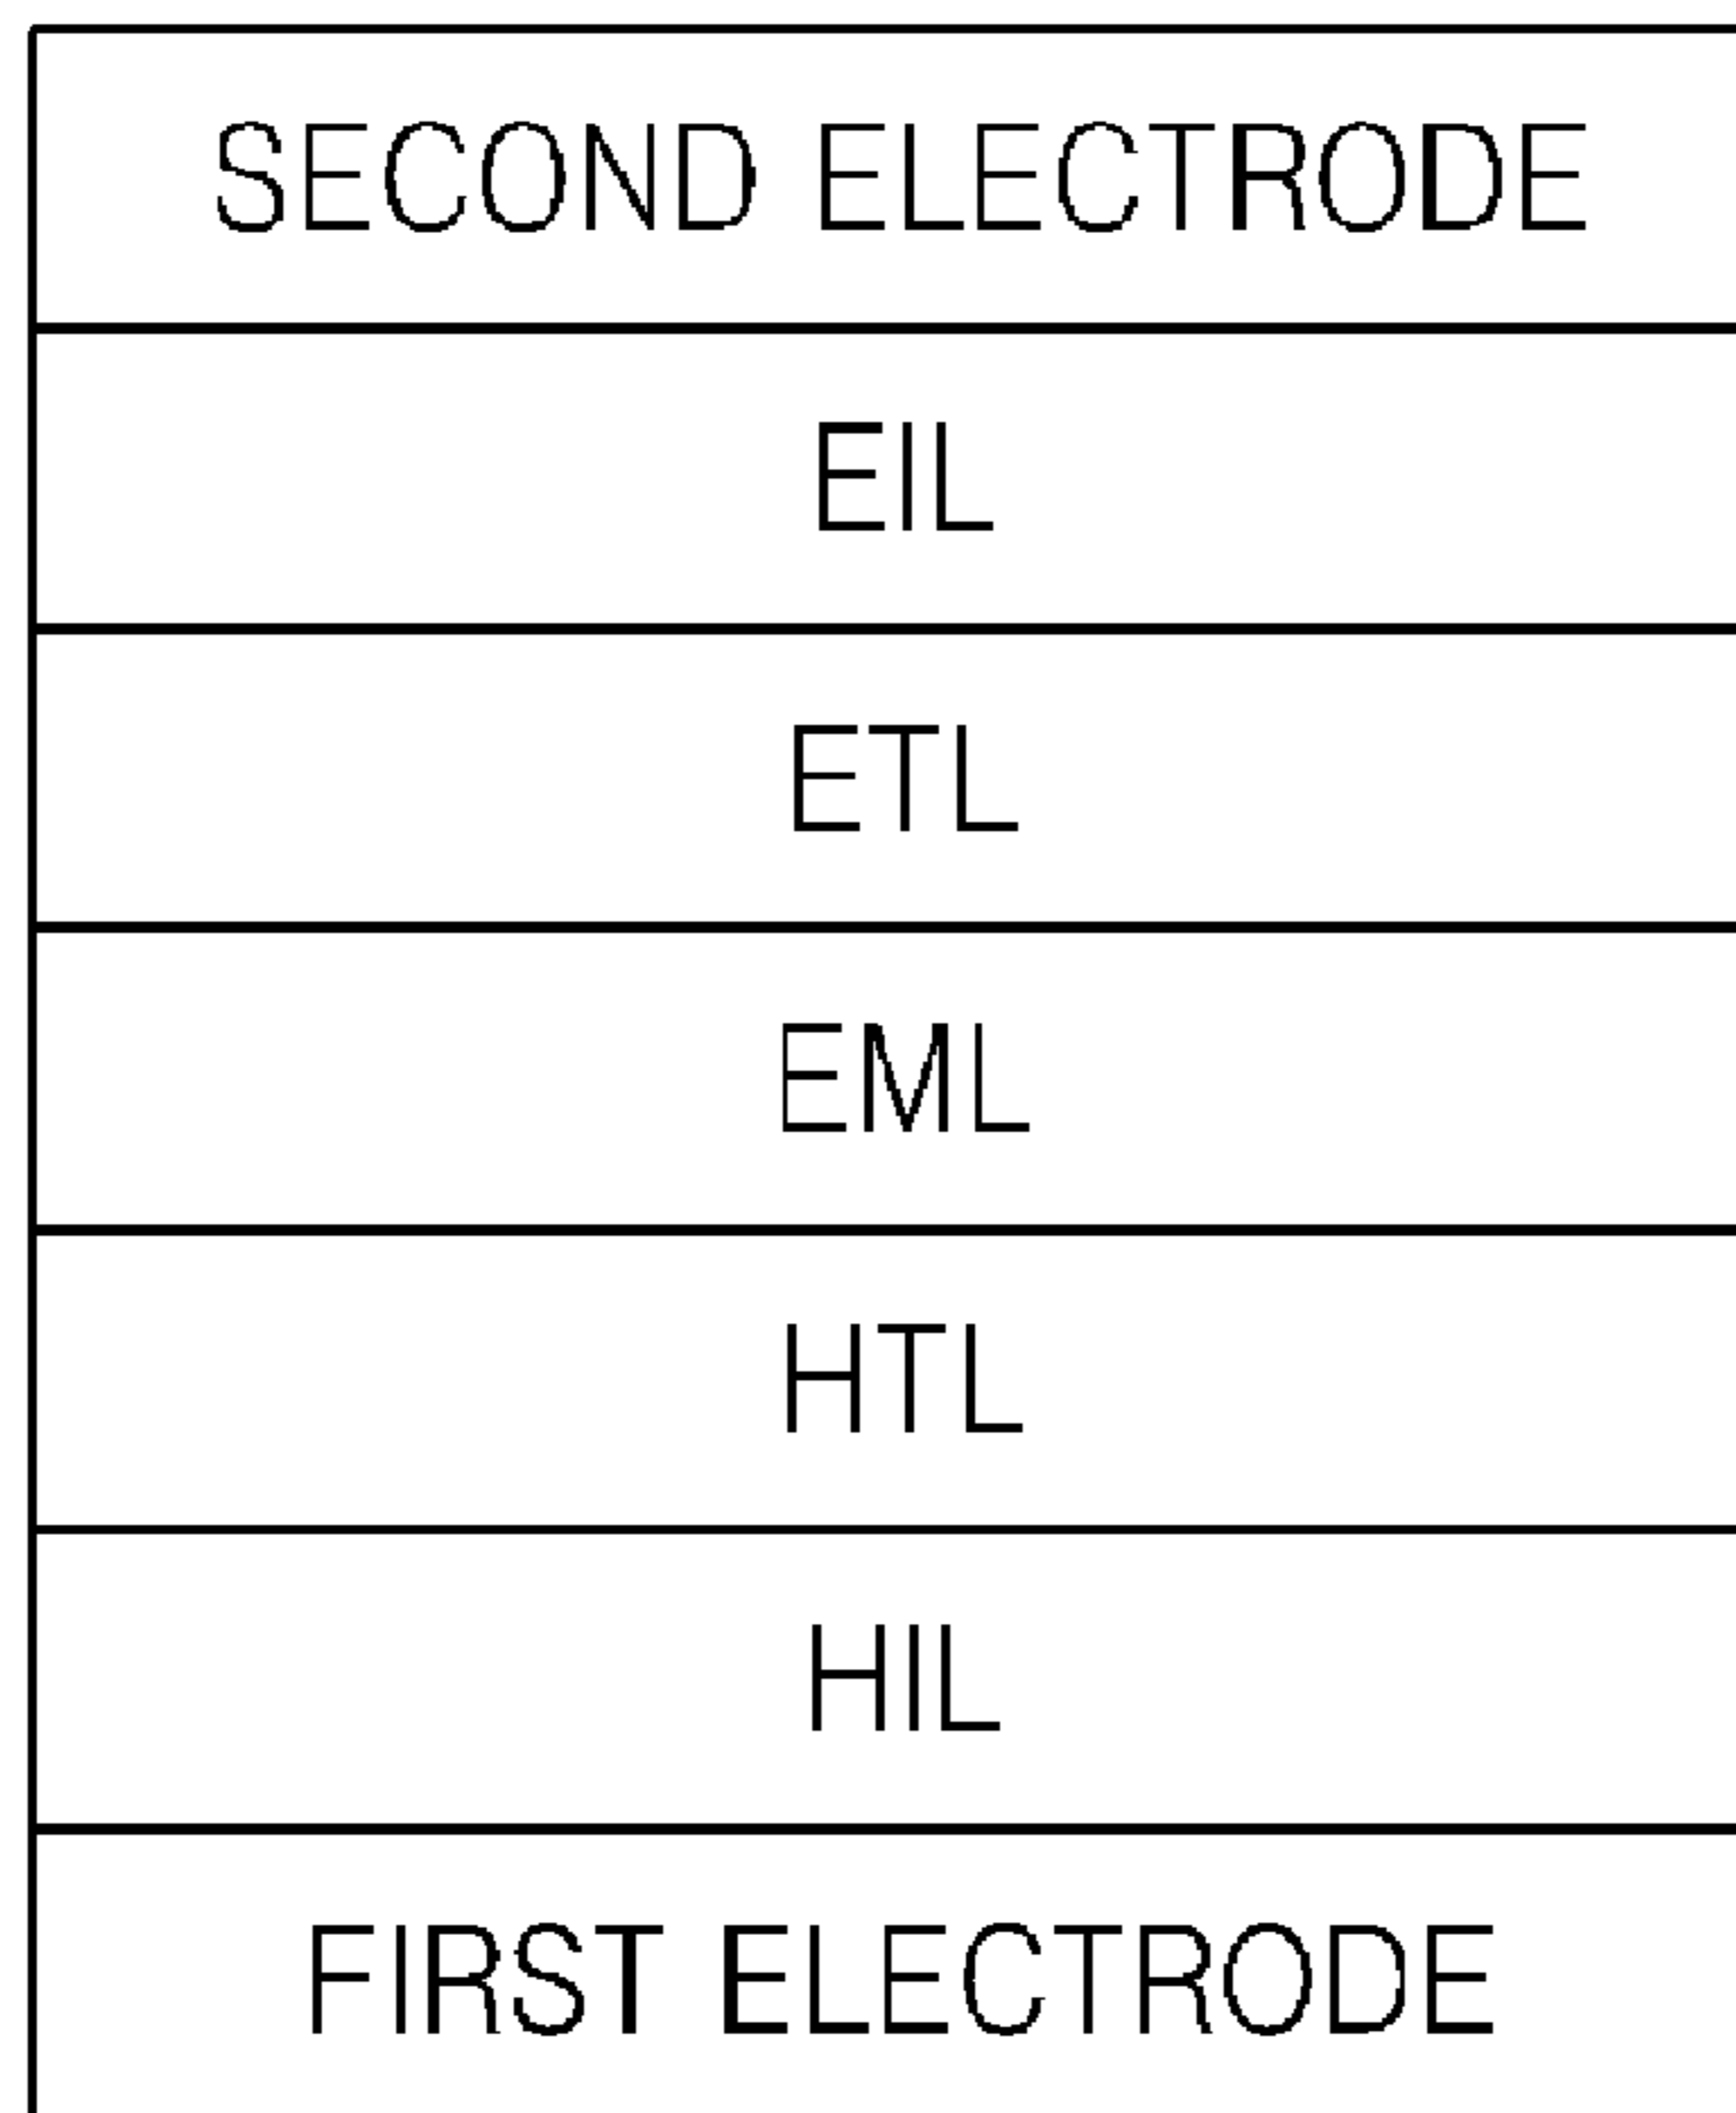 SECOND ELECTRODE
EIL
ETL
EML
HTL
HIL
FIRST ELECTRODE